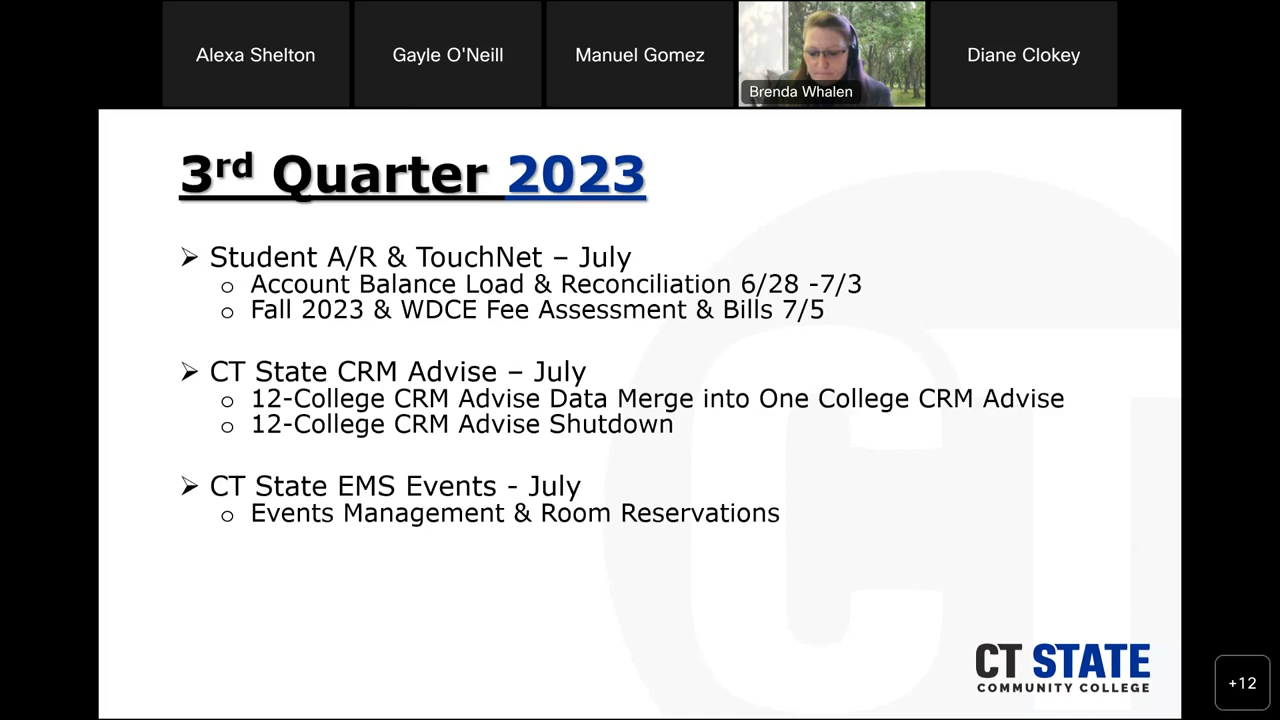 Alexa Shelton
Gayle O'Neill
Manuel Gomez
Brenda Whalen
Diane Clokey
3rd Quarter 2023
➢ Student A/R & TouchNet – July
o Account Balance Load & Reconciliation 6/28 -7/3
o Fall 2023 & WDCE Fee Assessment & Bills 7/5
➢ CT State CRM Advise – July
o 12-College CRM Advise Data Merge into One College CRM Advise
o 12-College CRM Advise Shutdown
➢ CT State EMS Events - July
o Events Management & Room Reservations
CT
CT STATE
COMMUNITY COLLEGE
+12